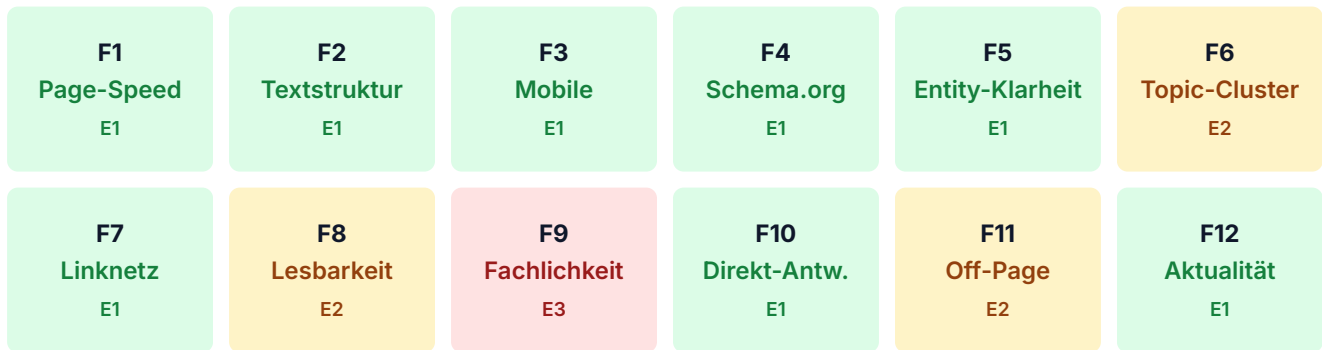 F1
Page-Speed
E1
F2
Textstruktur
E1
F3
Mobile
E1
F4
Schema.org
E1
F5
Entity-Klarheit
E1
F6
Topic-Cluster
E2
F7
Linknetz
E1
F8
Lesbarkeit
E2
F9
Fachlichkeit
E3
F10
Direkt-Antw.
E1
F11
Off-Page
E2
F12
Aktualität
E1